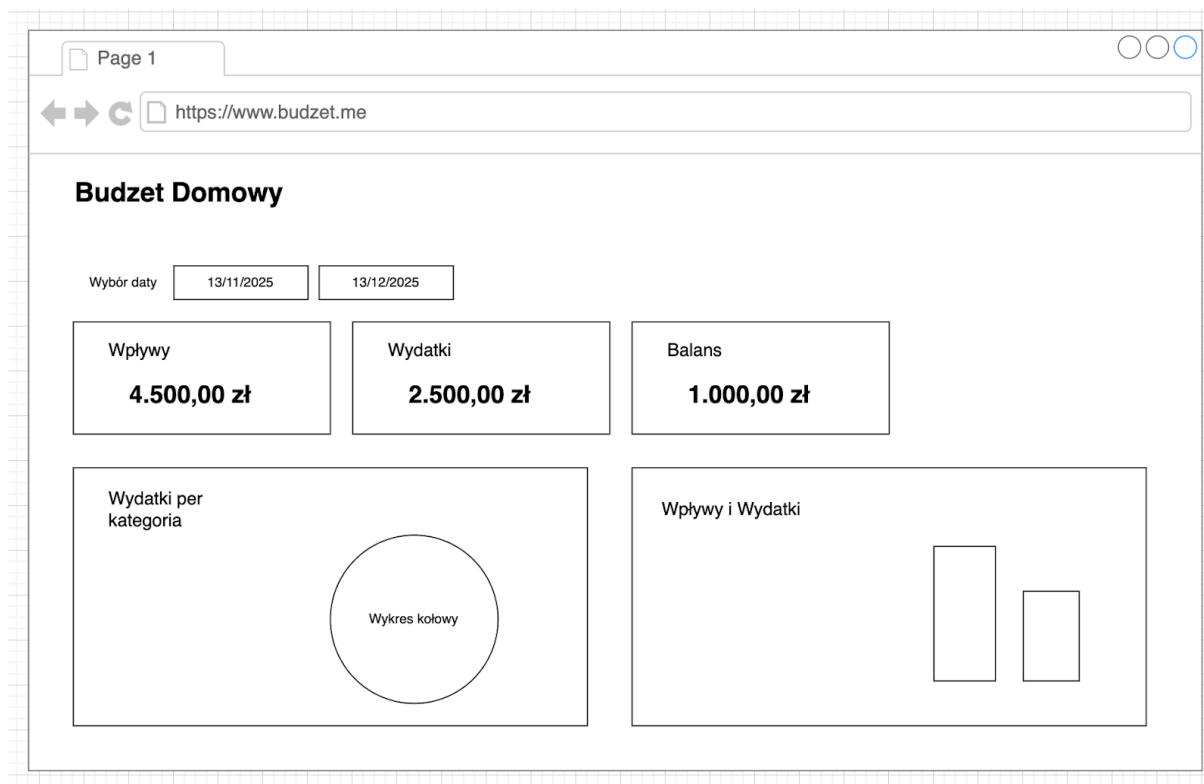 Page 1
https://www.budzet.me
Budzet Domowy
Wybór daty 13/11/2025 13/12/2025
Wpływy Wydatki Balans
4.500,00 zł 2.500,00 zł 1.000,00 zł
Wydatki per
kategoria
Wykres kołowy
Wpływy i Wydatki